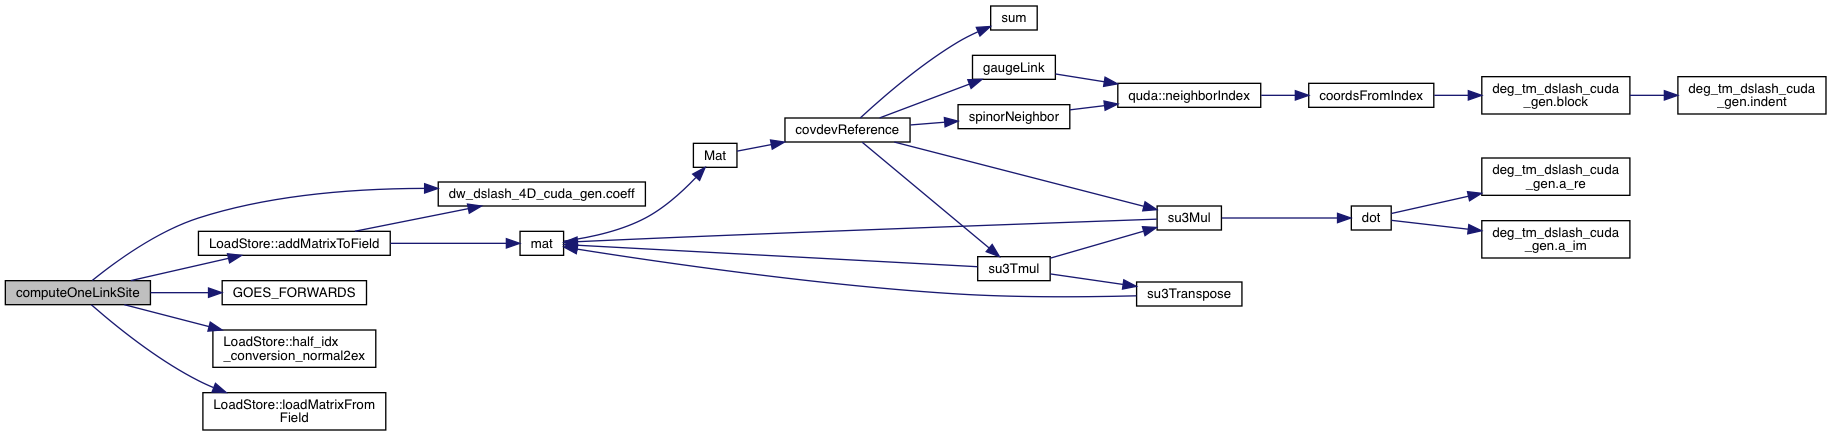 sum
gaugeLink
quda::neighborIndex
coordsFromIndex
deg_tm_dslash_cuda
_gen.block
deg_tm_dslash_cuda
_gen.indent
spinorNeighbor
covdevReference
Mat
deg_tm_dslash_cuda
_gen.a_re
dw_dslash_4D_cuda_gen.coeff
su3Mul
dot
LoadStore::addMatrixToField
mat
deg_tm_dslash_cuda
_gen.a_im
su3Tmul
computeOneLinkSite
GOES_FORWARDS
su3Transpose
LoadStore::half_idx
_conversion_normal2ex
LoadStore::loadMatrixFrom
Field